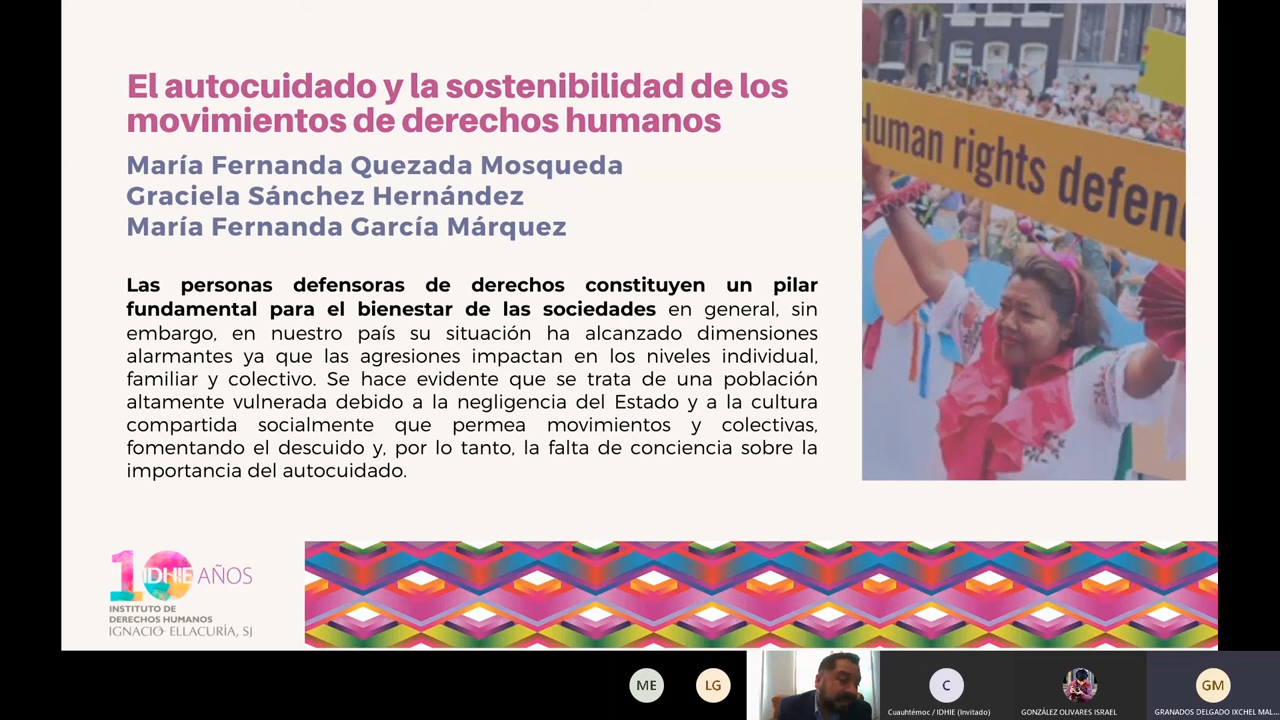 El autocuidado y la sostenibilidad de los
movimientos de derechos humanos
María Fernanda Quezada Mosqueda
Graciela Sánchez Hernández
María Fernanda García Márquez
Las personas defensoras de derechos constituyen un pilar
fundamental para el bienestar de las sociedades en general, sin
embargo, en nuestro país su situación ha alcanzado dimensiones
alarmantes ya que las agresiones impactan en los niveles individual,
familiar y colectivo. Se hace evidente que se trata de una población
altamente vulnerada debido a la negligencia del Estado y a la cultura
compartida socialmente que permea movimientos y colectivas,
fomentando el descuido y, por lo tanto, la falta de conciencia sobre la
importancia del autocuidado.
Human rights defen
10 IDHIE AÑOS
INSTITUTO DE
DERECHOS HUMANOS
IGNACIO ELLACURÍA, SJ
ME
LG
C
GM
Cuauhtémoc / IDHIE (Invitado)
GONZÁLEZ OLIVARES ISRAEL
GRANADOS DELGADO IXCHEL MAL...